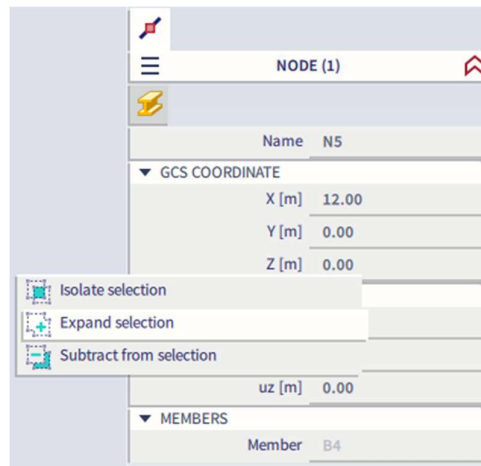 NODE (1)
Name N5
GCS COORDINATE
X [m] 12.00
Y [m] 0.00
Z [m] 0.00
Isolate selection
Expand selection
Subtract from selection
uz [m] 0.00
MEMBERS
Member B4